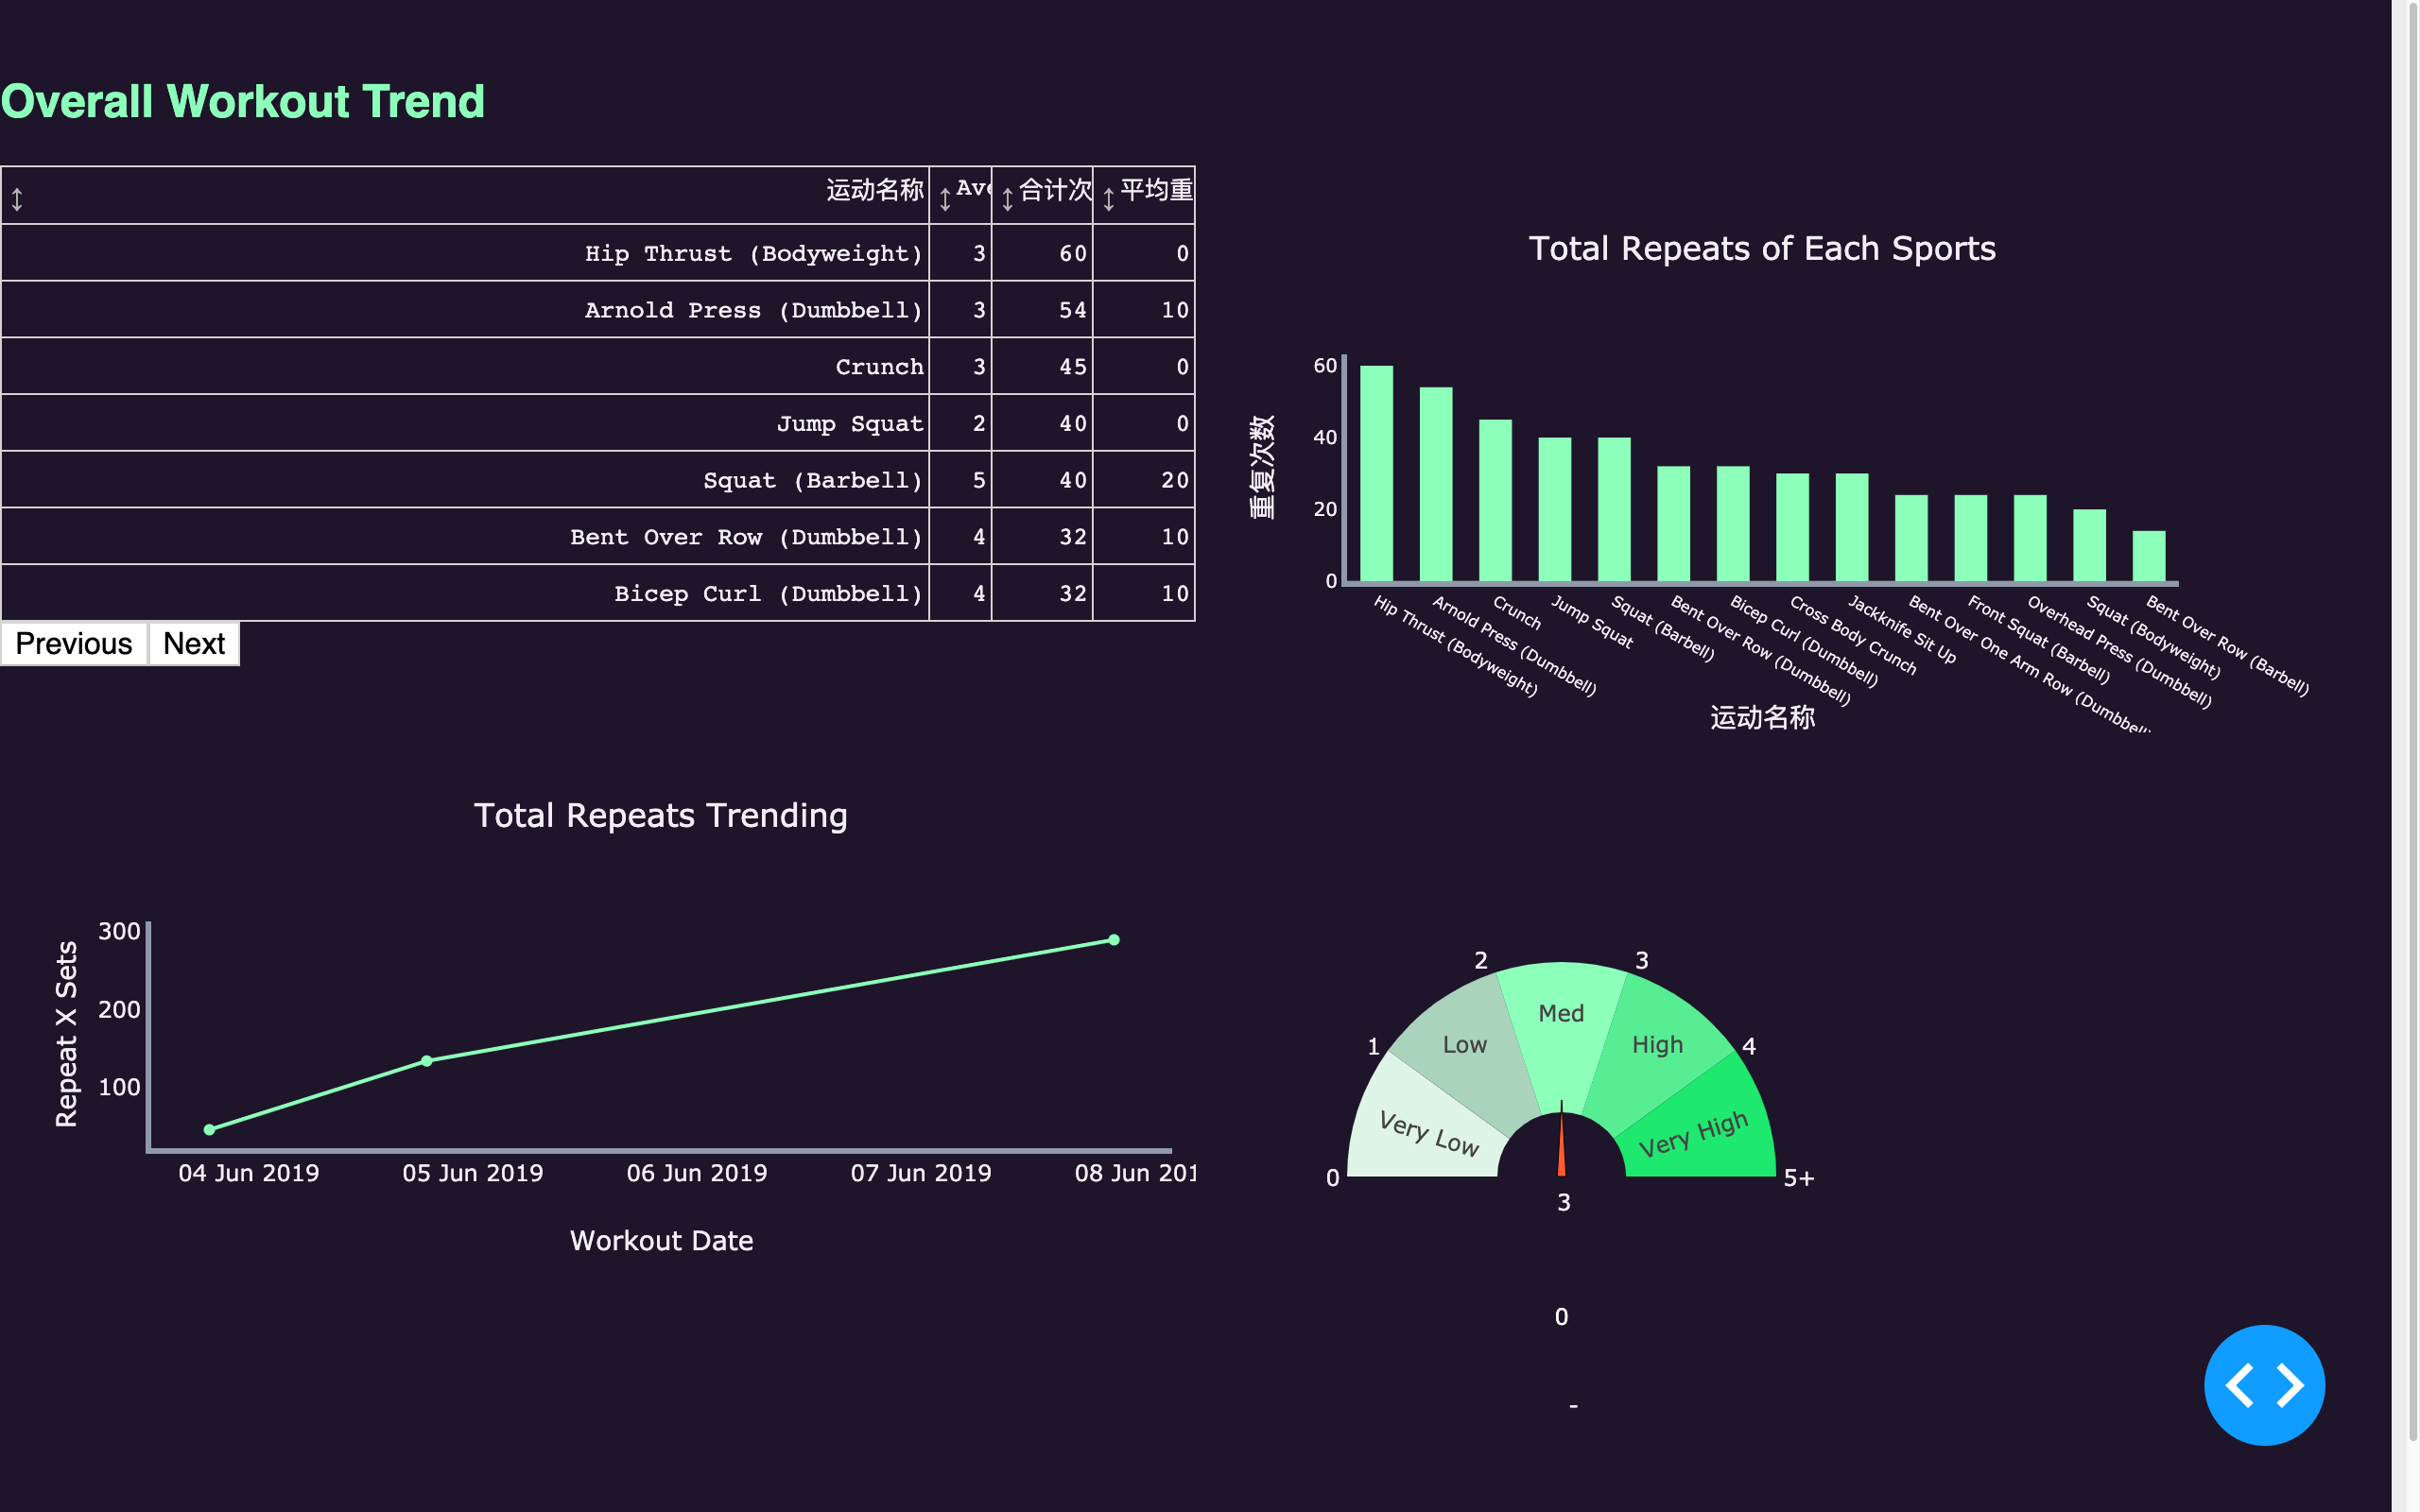 Overall Workout Trend
运动名称 Ave 合计次 平均重
Hip Thrust (Bodyweight) 3 60 0
Arnold Press (Dumbbell) 3 54 10
Crunch 3 45 0
Jump Squat 2 40 0
Squat (Barbell) 5 40 20
Bent Over Row (Dumbbell) 4 32 10
Bicep Curl (Dumbbell) 4 32 10
Previous Next
Total Repeats of Each Sports
重复次数
60
40
20
0
Hip Thrust (Bodyweight)
Arnold Press (Dumbbell)
Crunch
Jump Squat
Squat (Barbell)
Bent Over Row (Dumbbell)
Bicep Curl (Dumbbell)
Cross Body Crunch
Jackknife Sit Up
Bent Over One Arm Row (Dumbbell
Front Squat (Barbell)
Overhead Press (Dumbbell)
Squat (Bodyweight)
Bent Over Row (Barbell)
运动名称
Total Repeats Trending
Repeat X Sets
300
200
100
04 Jun 2019 05 Jun 2019 06 Jun 2019 07 Jun 2019 08 Jun 201
Workout Date
0
1
2
3
4
5+
Very Low
Low
Med
High
Very High
3
0
-